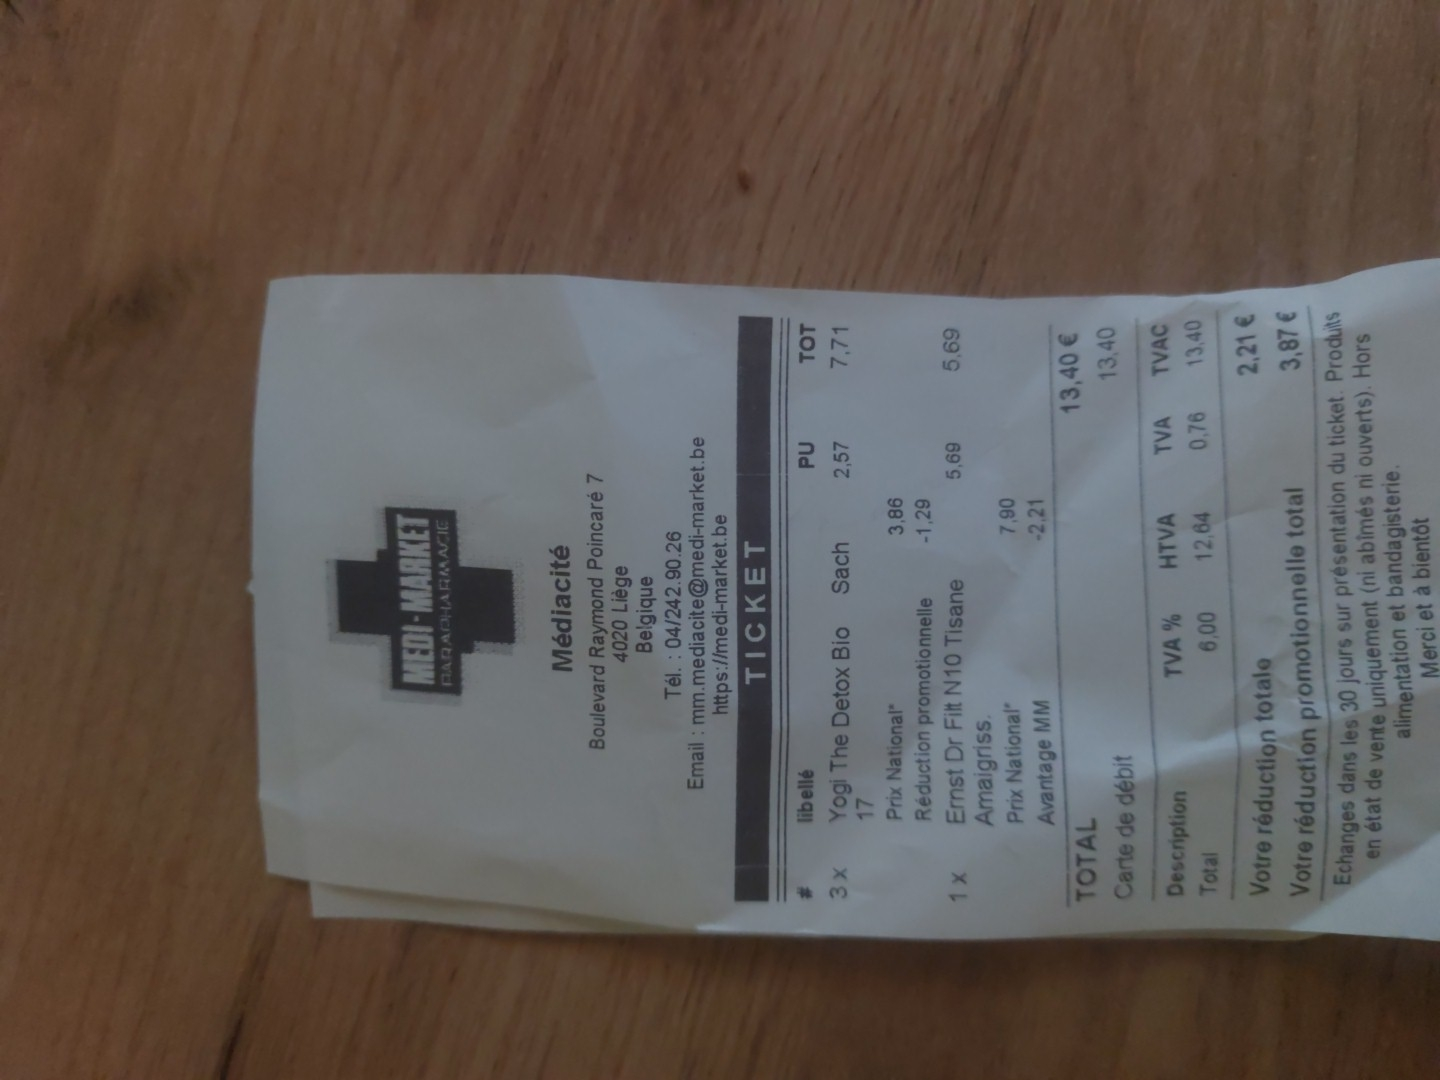 MEDI-MARKET
PARAPHARMACIE
Médiacité
Boulevard Raymond Poincaré 7
4020 Liège
Belgique
Tél. : 04/242.90.26
Email : mm.mediacite@medi-market.be
https://medi-market.be
TICKET
# libellé PU TOT
3 x Yogi The Detox Bio Sach 2,57 7,71
17
Prix National* 3,86
Réduction promotionnelle -1,29
1 x Ernst Dr Filt N10 Tisane 5,69 5,69
Amaigriss.
Prix National* 7,90
Avantage MM -2,21
TOTAL 13,40 €
Carte de débit 13,40
Description TVA % HTVA TVA TVAC
Total 6,00 12,64 0,76 13,40
Votre réduction totale 2,21 €
Votre réduction promotionnelle total 3,87 €
Echanges dans les 30 jours sur présentation du ticket. Produits
en état de vente uniquement (ni abîmés ni ouverts). Hors
alimentation et bandagisterie.
Merci et à bientôt